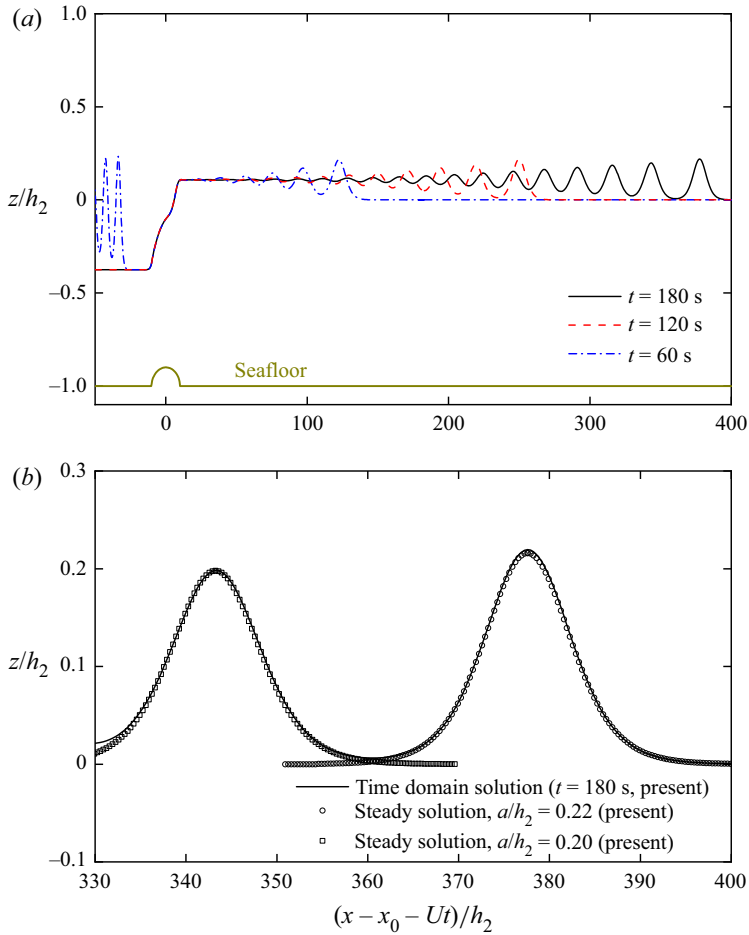 (a)
1.0
0.5
z/h₂
0
–0.5
–1.0
t = 180 s
t = 120 s
t = 60 s
Seafloor
0 100 200 300 400
(b)
0.3
0.2
z/h₂
0.1
0
–0.1
Time domain solution (t = 180 s, present)
Steady solution, a/h₂ = 0.22 (present)
Steady solution, a/h₂ = 0.20 (present)
330 340 350 360 370 380 390 400
(x – x₀ – Ut)/h₂